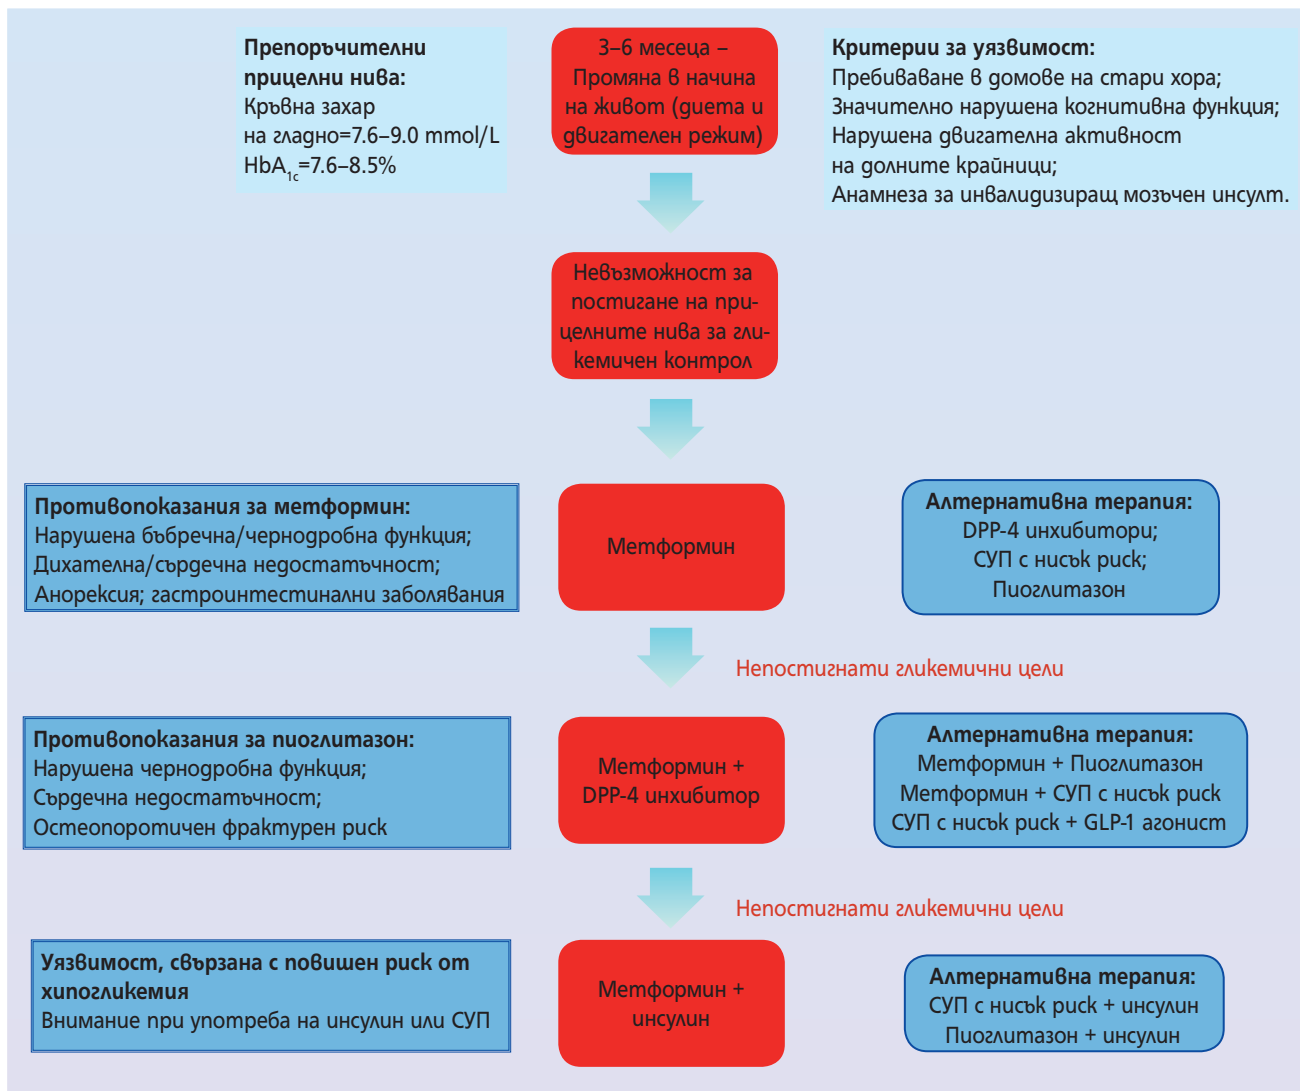 Препоръчителни
прицелни нива:
Кръвна захар
на гладно=7.6–9.0 mmol/L
HbA1c=7.6–8.5%
3–6 месеца –
Промяна в начина
на живот (диета и
двигателен режим)
Критерии за уязвимост:
Пребиваване в домове на стари хора;
Значително нарушена когнитивна функция;
Нарушена двигателна активност
на долните крайници;
Анамнеза за инвалидизиращ мозъчен инсулт.
Невъзможност за
постигане на при-
целните нива за гли-
кемичен контрол
Противопоказания за метформин:
Нарушена бъбречна/чернодробна функция;
Дихателна/сърдечна недостатъчност;
Анорексия; гастроинтестинални заболявания
Метформин
Алтернативна терапия:
DPP-4 инхибитори;
СУП с нисък риск;
Пиоглитазон
Непостигнати гликемични цели
Противопоказания за пиоглитазон:
Нарушена чернодробна функция;
Сърдечна недостатъчност;
Остеопоротичен фрактурен риск
Метформин +
DPP-4 инхибитор
Алтернативна терапия:
Метформин + Пиоглитазон
Метформин + СУП с нисък риск
СУП с нисък риск + GLP-1 агонист
Непостигнати гликемични цели
Уязвимост, свързана с повишен риск от
хипогликемия
Внимание при употреба на инсулин или СУП
Метформин +
инсулин
Алтернативна терапия:
СУП с нисък риск + инсулин
Пиоглитазон + инсулин